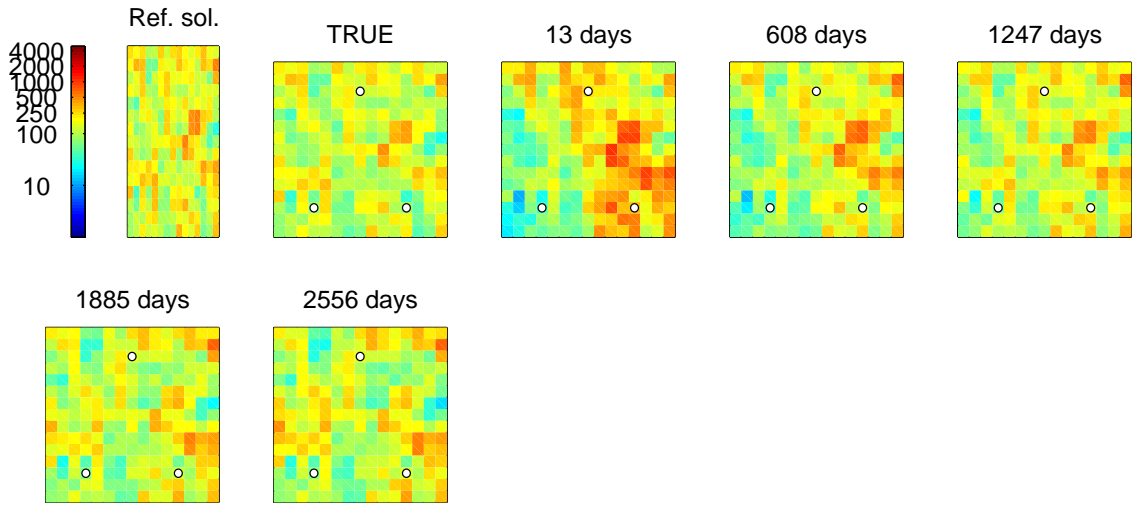 Ref. sol.
TRUE
13 days
608 days
1247 days
4000
2000
1000
500
250
100
10
1885 days
2556 days